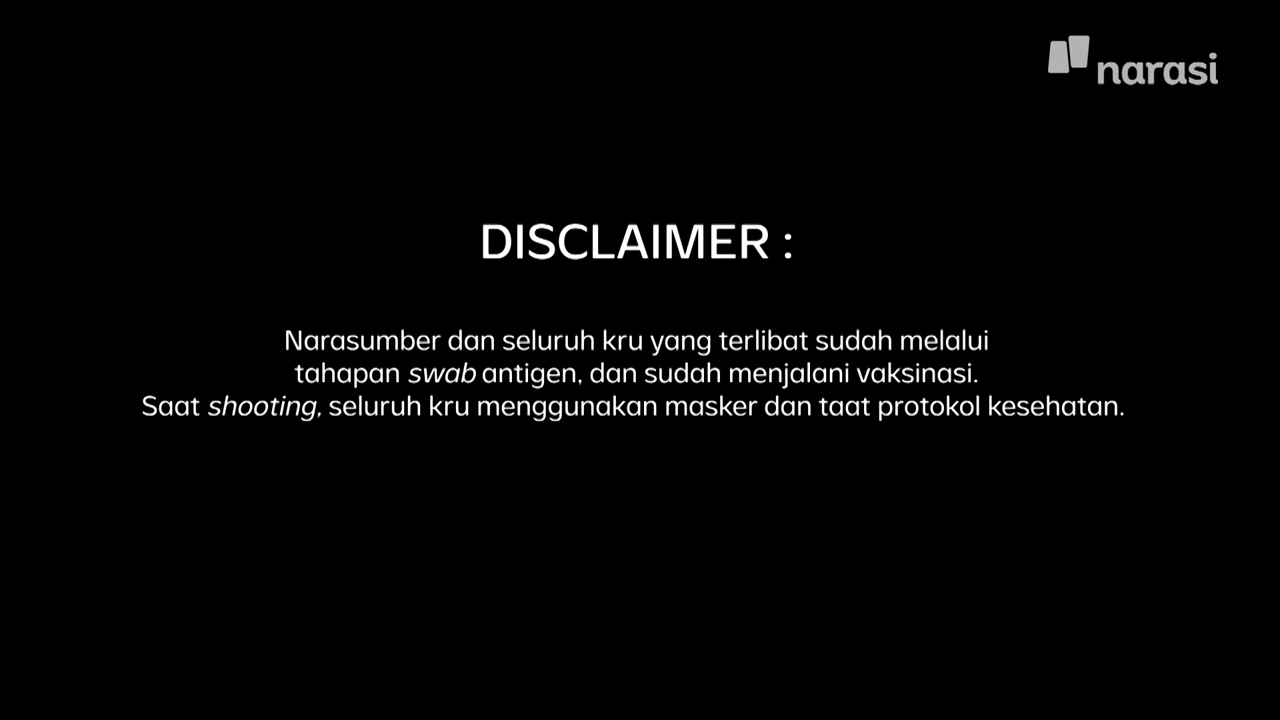 narasi
DISCLAIMER :
Narasumber dan seluruh kru yang terlibat sudah melalui
tahapan swab antigen, dan sudah menjalani vaksinasi.
Saat shooting, seluruh kru menggunakan masker dan taat protokol kesehatan.